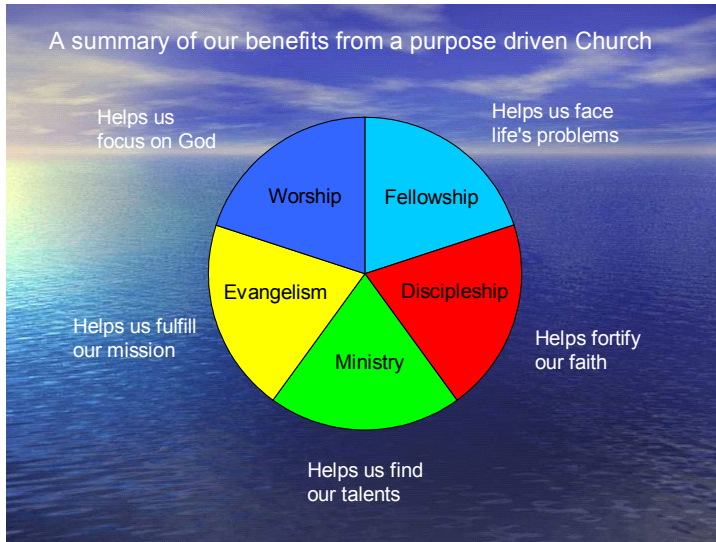 A summary of our benefits from a purpose driven Church
Helps us
focus on God
Helps us face
life's problems
Worship
Fellowship
Evangelism
Discipleship
Helps us fulfill
our mission
Helps fortify
our faith
Ministry
Helps us find
our talents